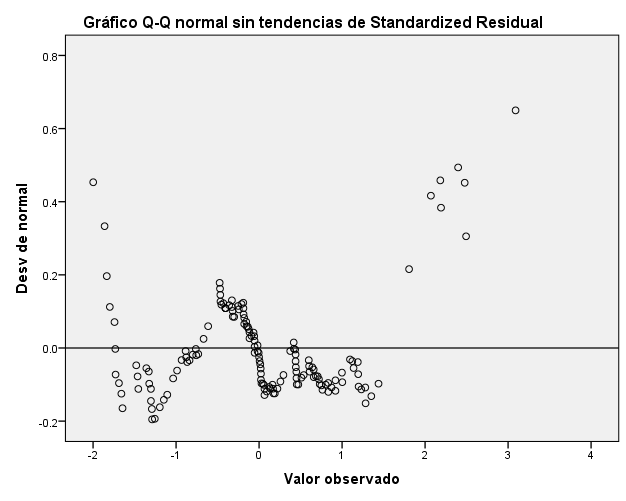 Gráfico Q-Q normal sin tendencias de Standardized Residual
Desv de normal
0.8
0.6
0.4
0.2
0.0
-0.2
-2 -1 0 1 2 3 4
Valor observado